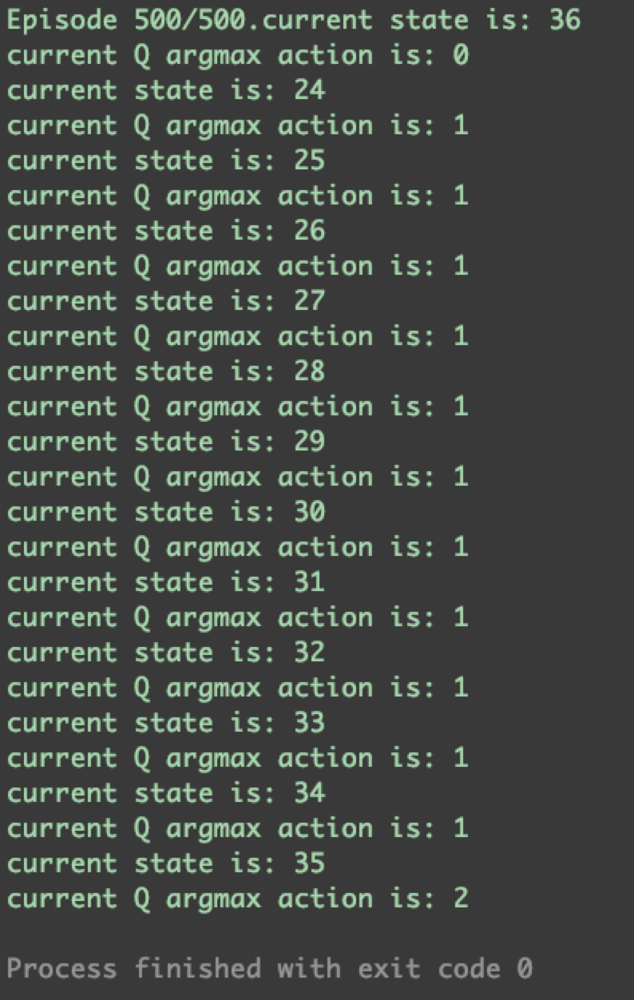 Episode 500/500.current state is: 36
current Q argmax action is: 0
current state is: 24
current Q argmax action is: 1
current state is: 25
current Q argmax action is: 1
current state is: 26
current Q argmax action is: 1
current state is: 27
current Q argmax action is: 1
current state is: 28
current Q argmax action is: 1
current state is: 29
current Q argmax action is: 1
current state is: 30
current Q argmax action is: 1
current state is: 31
current Q argmax action is: 1
current state is: 32
current Q argmax action is: 1
current state is: 33
current Q argmax action is: 1
current state is: 34
current Q argmax action is: 1
current state is: 35
current Q argmax action is: 2
Process finished with exit code 0